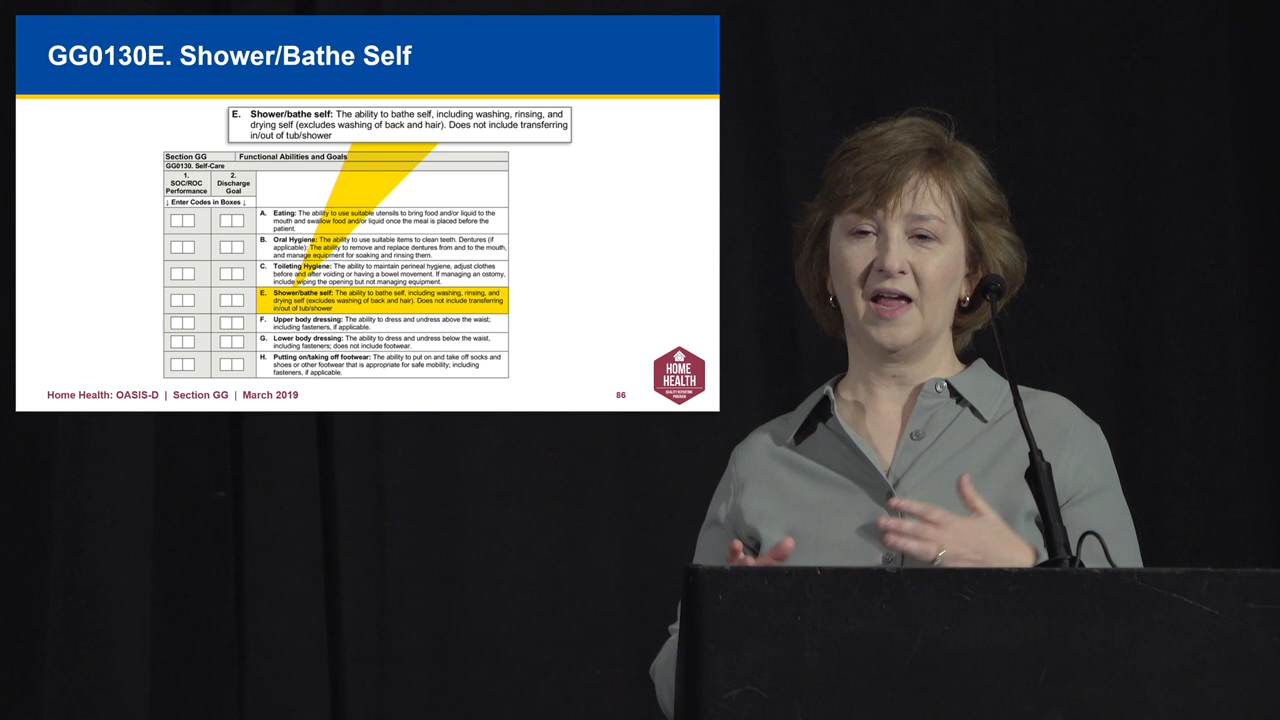 GG0130E. Shower/Bathe Self
E. Shower/bathe self: The ability to bathe self, including washing, rinsing, and
drying self (excludes washing of back and hair). Does not include transferring
in/out of tub/shower
Section GG Functional Abilities and Goals
GG0130. Self-Care
1.
SOC/ROC
Performance
2.
Discharge
Goal
↓ Enter Codes in Boxes ↓
A. Eating: The ability to use suitable utensils to bring food and/or liquid to the
mouth and swallow food and/or liquid once the meal is placed before the
patient.
B. Oral Hygiene: The ability to use suitable items to clean teeth. Dentures (if
applicable): The ability to remove and replace dentures from and to the mouth,
and manage equipment for soaking and rinsing them.
C. Toileting Hygiene: The ability to maintain perineal hygiene, adjust clothes
before and after voiding or having a bowel movement. If managing an ostomy,
include wiping the opening but not managing equipment.
E. Shower/bathe self: The ability to bathe self, including washing, rinsing, and
drying self (excludes washing of back and hair). Does not include transferring
in/out of tub/shower
F. Upper body dressing: The ability to dress and undress above the waist;
including fasteners, if applicable.
G. Lower body dressing: The ability to dress and undress below the waist,
including fasteners; does not include footwear.
H. Putting on/taking off footwear: The ability to put on and take off socks and
shoes or other footwear that is appropriate for safe mobility; including
fasteners, if applicable.
HOME
HEALTH
QUALITY REPORTING
PROGRAM
Home Health: OASIS-D | Section GG | March 2019
86